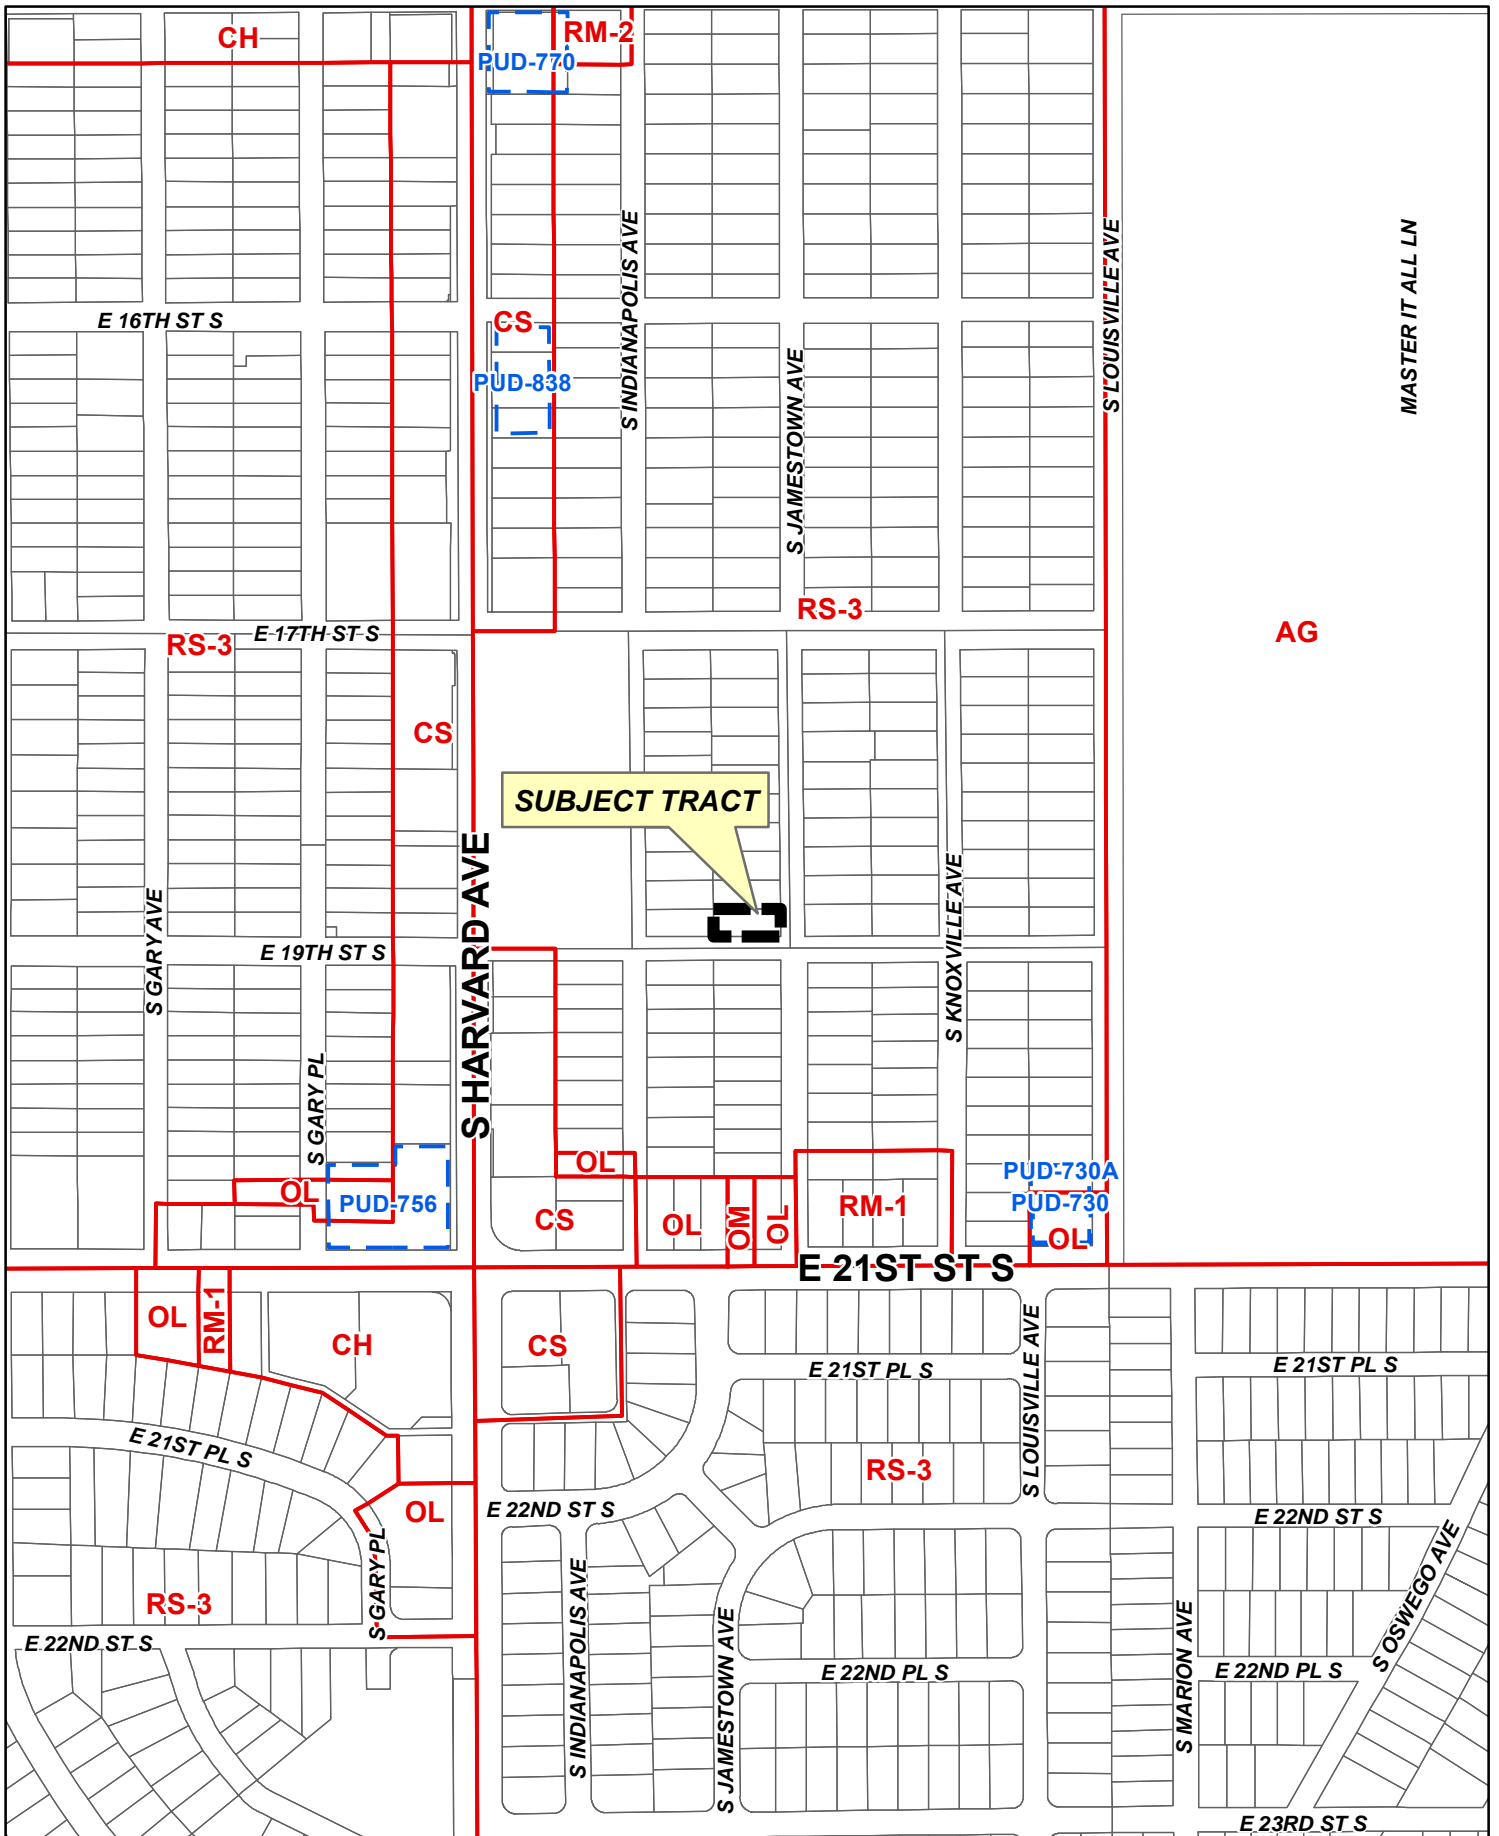 CH
RM-2
PUD-770
S INDIANAPOLIS AVE
S LOUISVILLE AVE
MASTER IT ALL LN
E 16TH ST S
CS
PUD-838
S JAMESTOWN AVE
RS-3
E 17TH ST S
RS-3
AG
CS
SUBJECT TRACT
S HARVARD AVE
S GARY AVE
S KNOXVILLE AVE
E 19TH ST S
S GARY PL
OL
PUD-756
OL
CS
OL
OM
OL
RM-1
PUD-730A
PUD-730
OL
E 21ST ST S
OL
RM-1
CH
CS
S LOUISVILLE AVE
E 21ST PL S
E 21ST PL S
E 21ST PL S
RS-3
OL
E 22ND ST S
E 22ND ST S
S GARY PL
S INDIANAPOLIS AVE
S JAMESTOWN AVE
S MARION AVE
S OSWEGO AVE
RS-3
E 22ND ST S
E 22ND PL S
E 22ND PL S
E 23RD ST S